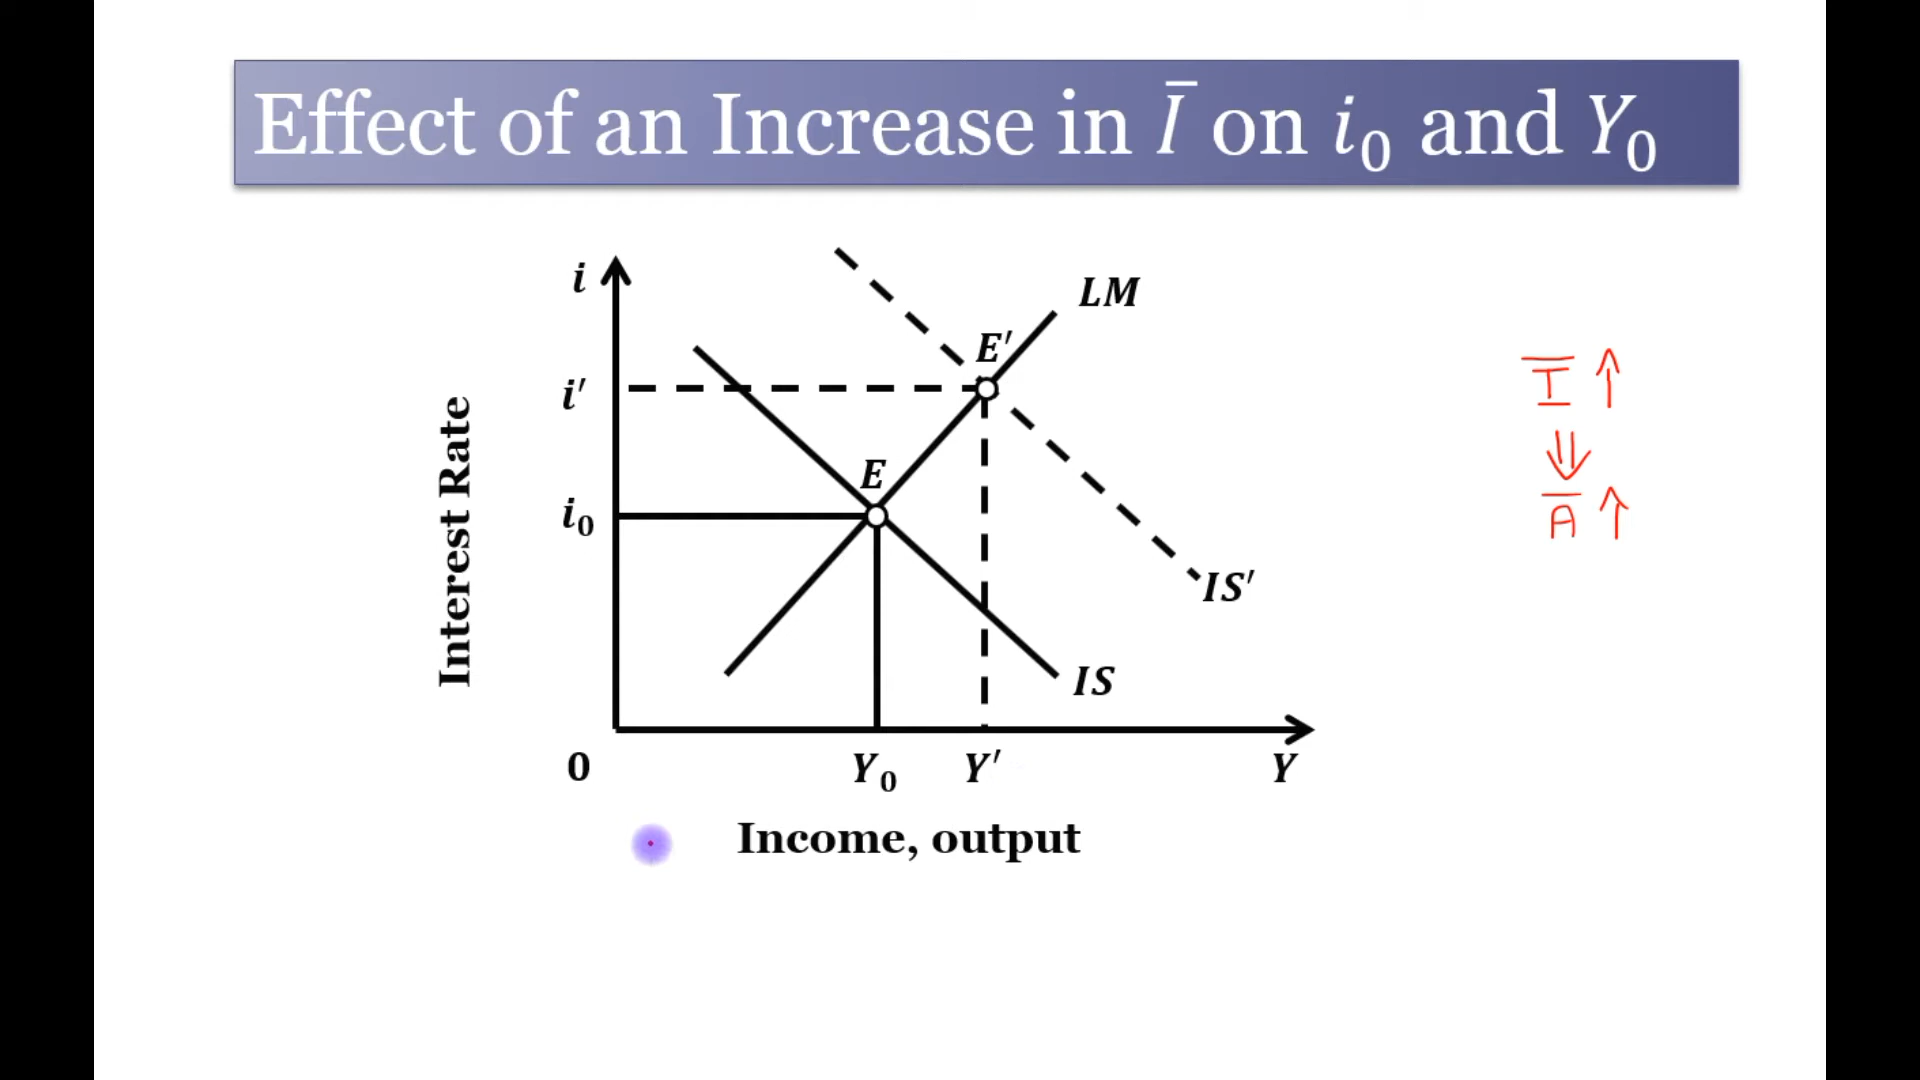 Effect of an Increase in Ī on i₀ and Y₀
i
LM
E′
i′
E
i₀
Interest Rate
IS′
IS
0
Y₀
Y′
Y
Income, output
Ī ↑
⇓
Ā ↑